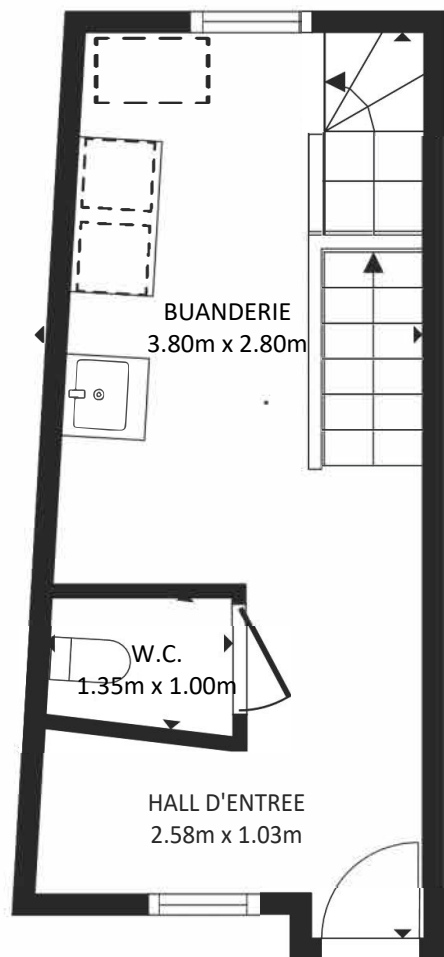 BUANDERIE
3.80m x 2.80m
W.C.
1.35m x 1.00m
HALL D'ENTREE
2.58m x 1.03m